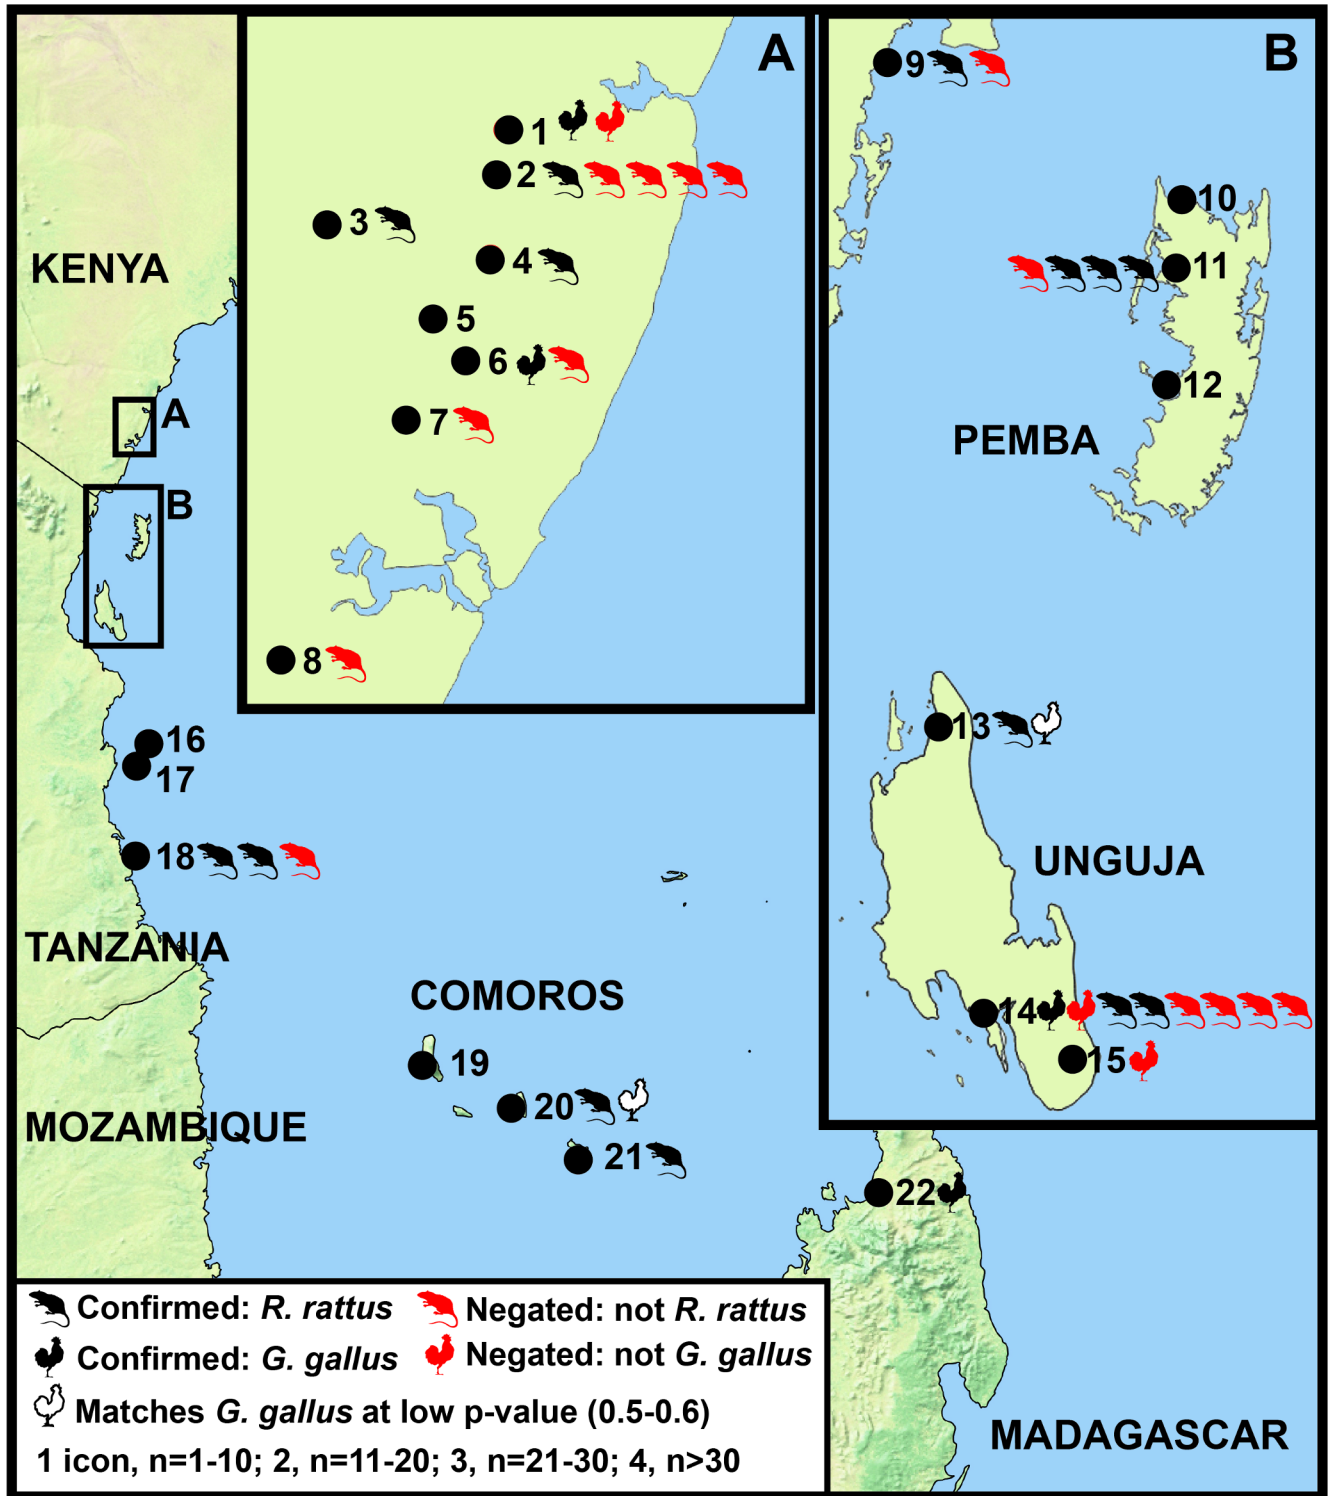 A
B
1
2
3
4
5
6
7
8
9
10
11
12
PEMBA
13
UNGUJA
14
15
KENYA
A
B
16
17
18
TANZANIA
COMOROS
19
20
21
MOZAMBIQUE
22
MADAGASCAR
Confirmed: R. rattus
Negated: not R. rattus
Confirmed: G. gallus
Negated: not G. gallus
Matches G. gallus at low p-value (0.5-0.6)
1 icon, n=1-10; 2, n=11-20; 3, n=21-30; 4, n>30